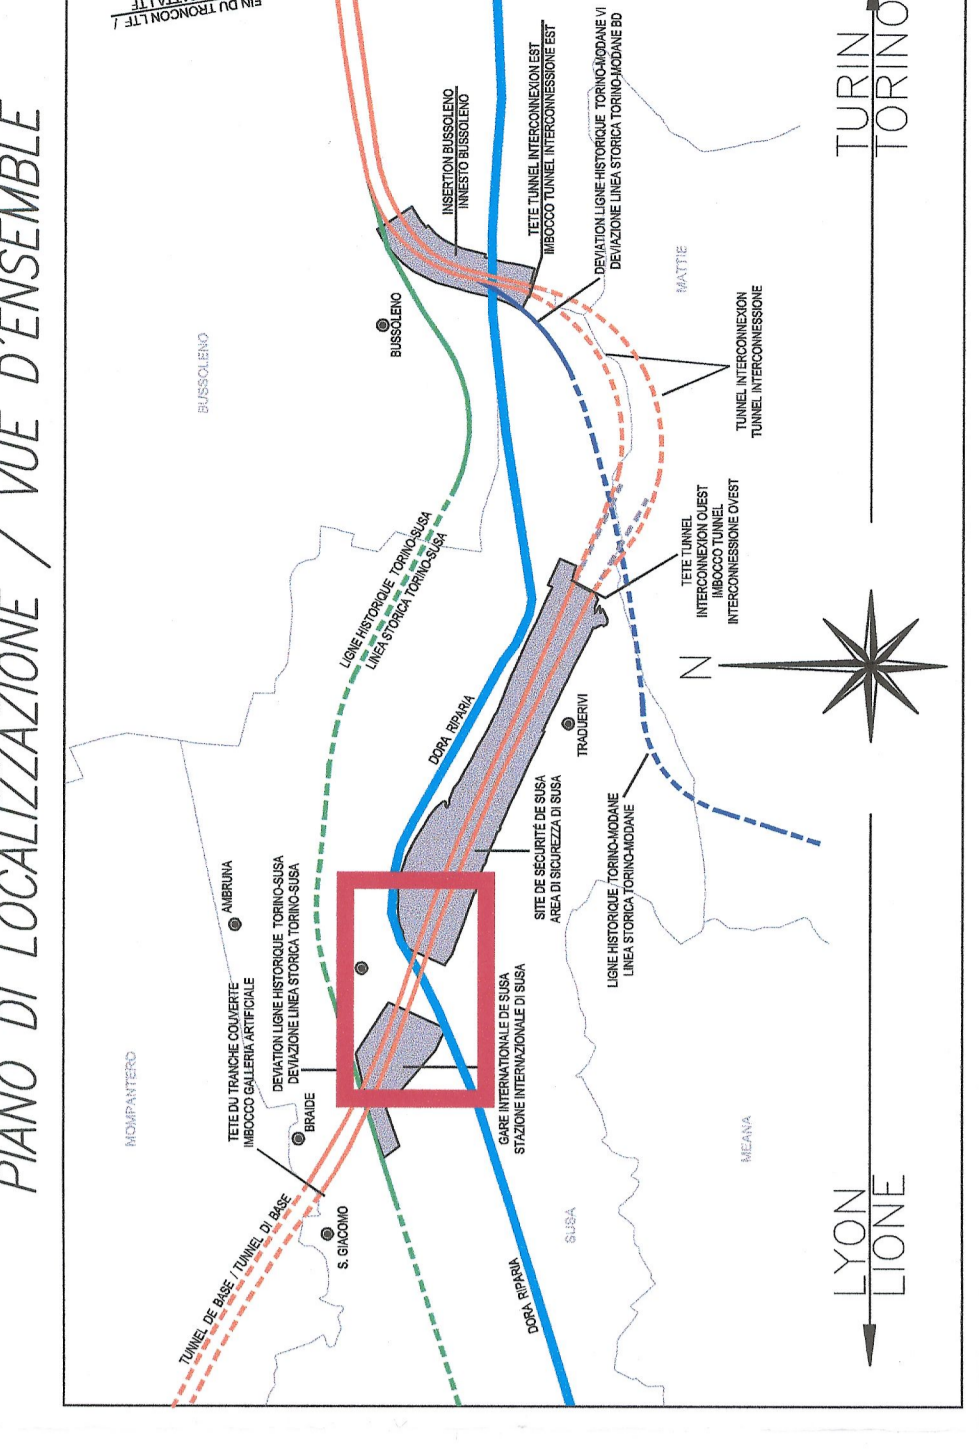 PIANO DI LOCALIZZAZIONE / VUE D'ENSEMBLE
FIN DU TRONCON LTF /
MOMPANTERO
BUSSOLENO
AMBRUNA
TETE DU TRANCHE COUVERTE
IMBOCCO GALLERIA ARTIFICIALE
DEVIATION LIGNE HISTORIQUE TORINO-SUSA
DEVIAZIONE LINEA STORICA TORINO-SUSA
BRAIDE
S. GIACOMO
TUNNEL DE BASE / TUNNEL DI BASE
LIGNE HISTORIQUE TORINO-SUSA
LINEA STORICA TORINO-SUSA
BUSSOLENO
INSERTION BUSSOLENO
INNESTO BUSSOLENO
TETE TUNNEL INTERCONNEXION EST
IMBOCCO TUNNEL INTERCONNESSIONE EST
DEVIATION LIGNE HISTORIQUE TORINO-MODANE VI
DEVIAZIONE LINEA STORICA TORINO-MODANE BD
DORA RIPARIA
GARE INTERNATIONALE DE SUSA
STAZIONE INTERNAZIONALE DI SUSA
SITE DE SÉCURITÉ DE SUSA
AREA DI SICUREZZA DI SUSA
TRADUERIVI
DORA RIPARIA
SUSA
LIGNE HISTORIQUE TORINO-MODANE
LINEA STORICA TORINO-MODANE
TETE TUNNEL
INTERCONNEXION OUEST
IMBOCCO TUNNEL
INTERCONNESSIONE OVEST
MATTIE
TUNNEL INTERCONNEXION
TUNNEL INTERCONNESSIONE
MEANA
N
LYON
LIONE
TURIN
TORINO